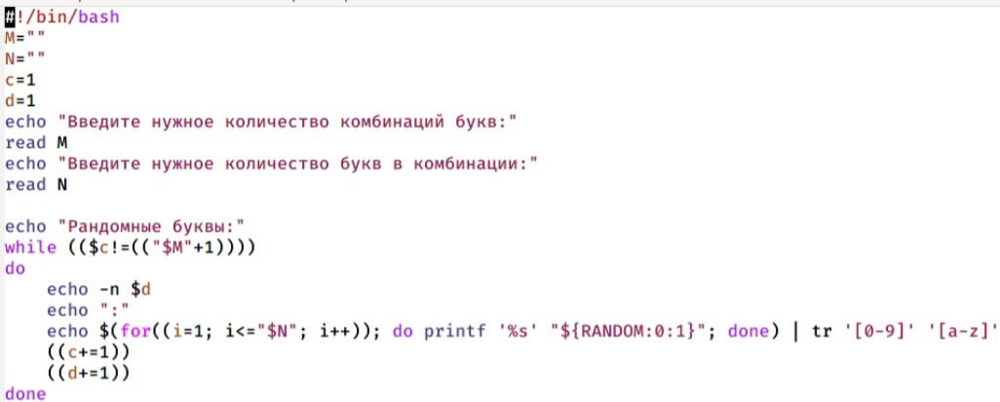 #!/bin/bash
M=""
N=""
c=1
d=1
echo "Введите нужное количество комбинаций букв:"
read M
echo "Введите нужное количество букв в комбинации:"
read N
echo "Рандомные буквы:"
while (($c!=(("$M"+1))))
do
echo -n $d
echo ":"
echo $(for((i=1; i<="$N"; i++)); do printf '%s' "${RANDOM:0:1}"; done) | tr '[0-9]' '[a-z]'
((c+=1))
((d+=1))
done